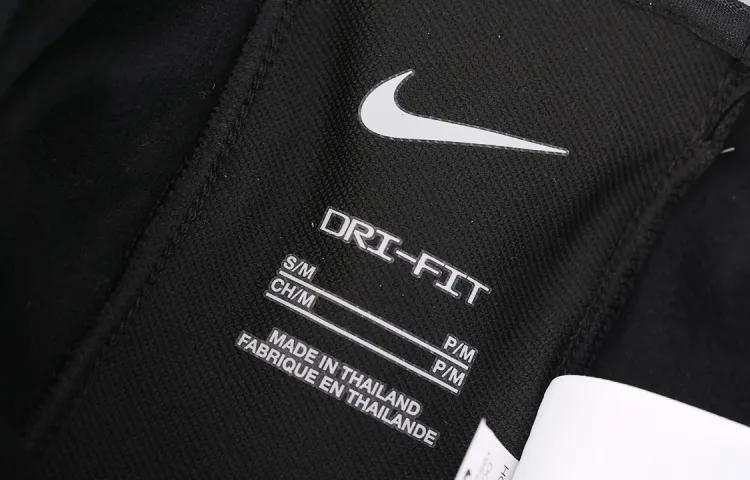 DRI-FIT
S/M P/M
CH/M P/M
MADE IN THAILAND
FABRIQUE EN THAILANDE